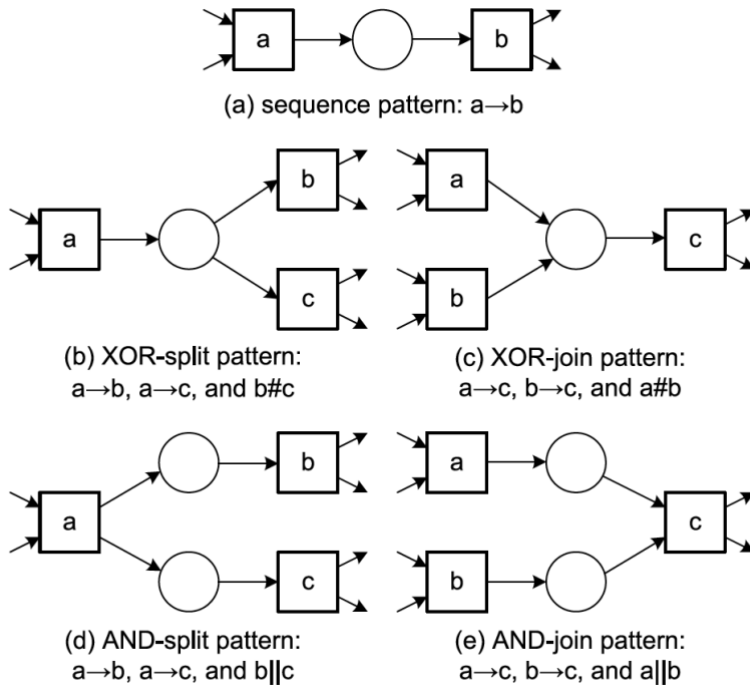 a
b
(a) sequence pattern: a→b
a
b
c
(b) XOR-split pattern:
a→b, a→c, and b#c
a
b
c
(c) XOR-join pattern:
a→c, b→c, and a#b
a
b
c
(d) AND-split pattern:
a→b, a→c, and b||c
a
b
c
(e) AND-join pattern:
a→c, b→c, and a||b